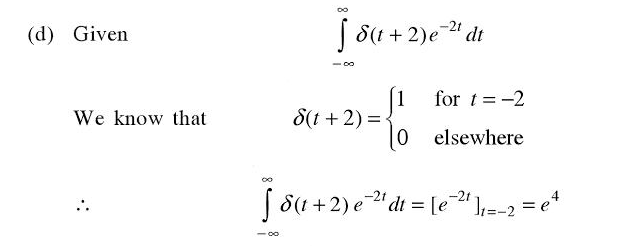 (d) Given ∫_{−∞}^{∞} δ(t + 2)e^{−2t} dt
We know that δ(t + 2) = {1 for t = −2
0 elsewhere
∴ ∫_{−∞}^{∞} δ(t + 2) e^{−2t} dt = [e^{−2t}]_{t=−2} = e^{4}